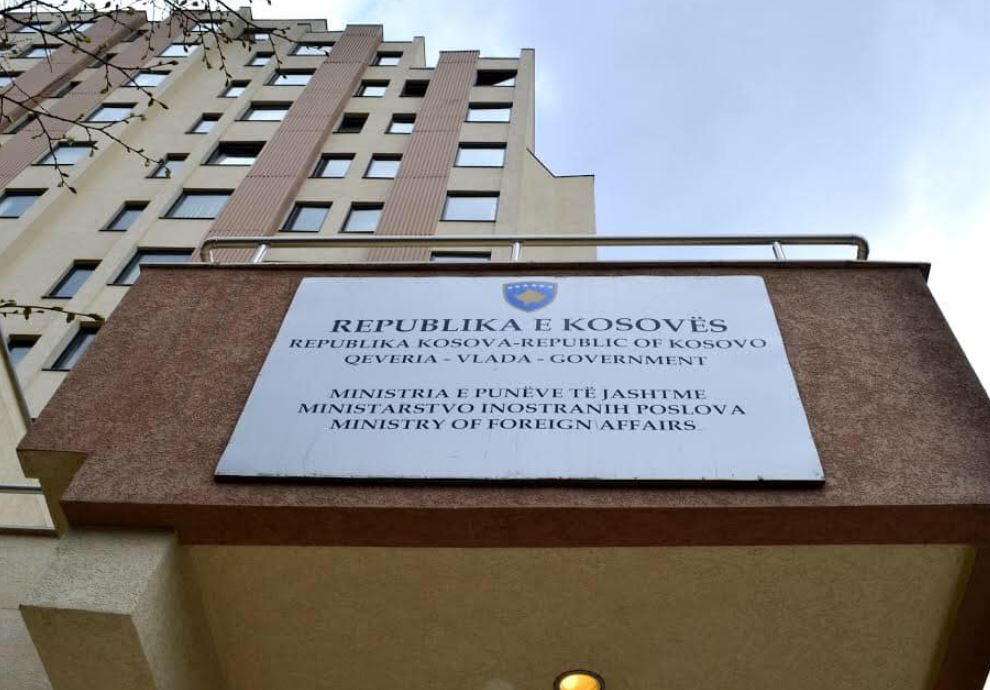 REPUBLIKA E KOSOVËS
REPUBLIKA KOSOVA-REPUBLIC OF KOSOVO
QEVERIA - VLADA - GOVERNMENT
MINISTRIA E PUNËVE TË JASHTME
MINISTARSTVO INOSTRANIH POSLOVA
MINISTRY OF FOREIGN AFFAIRS